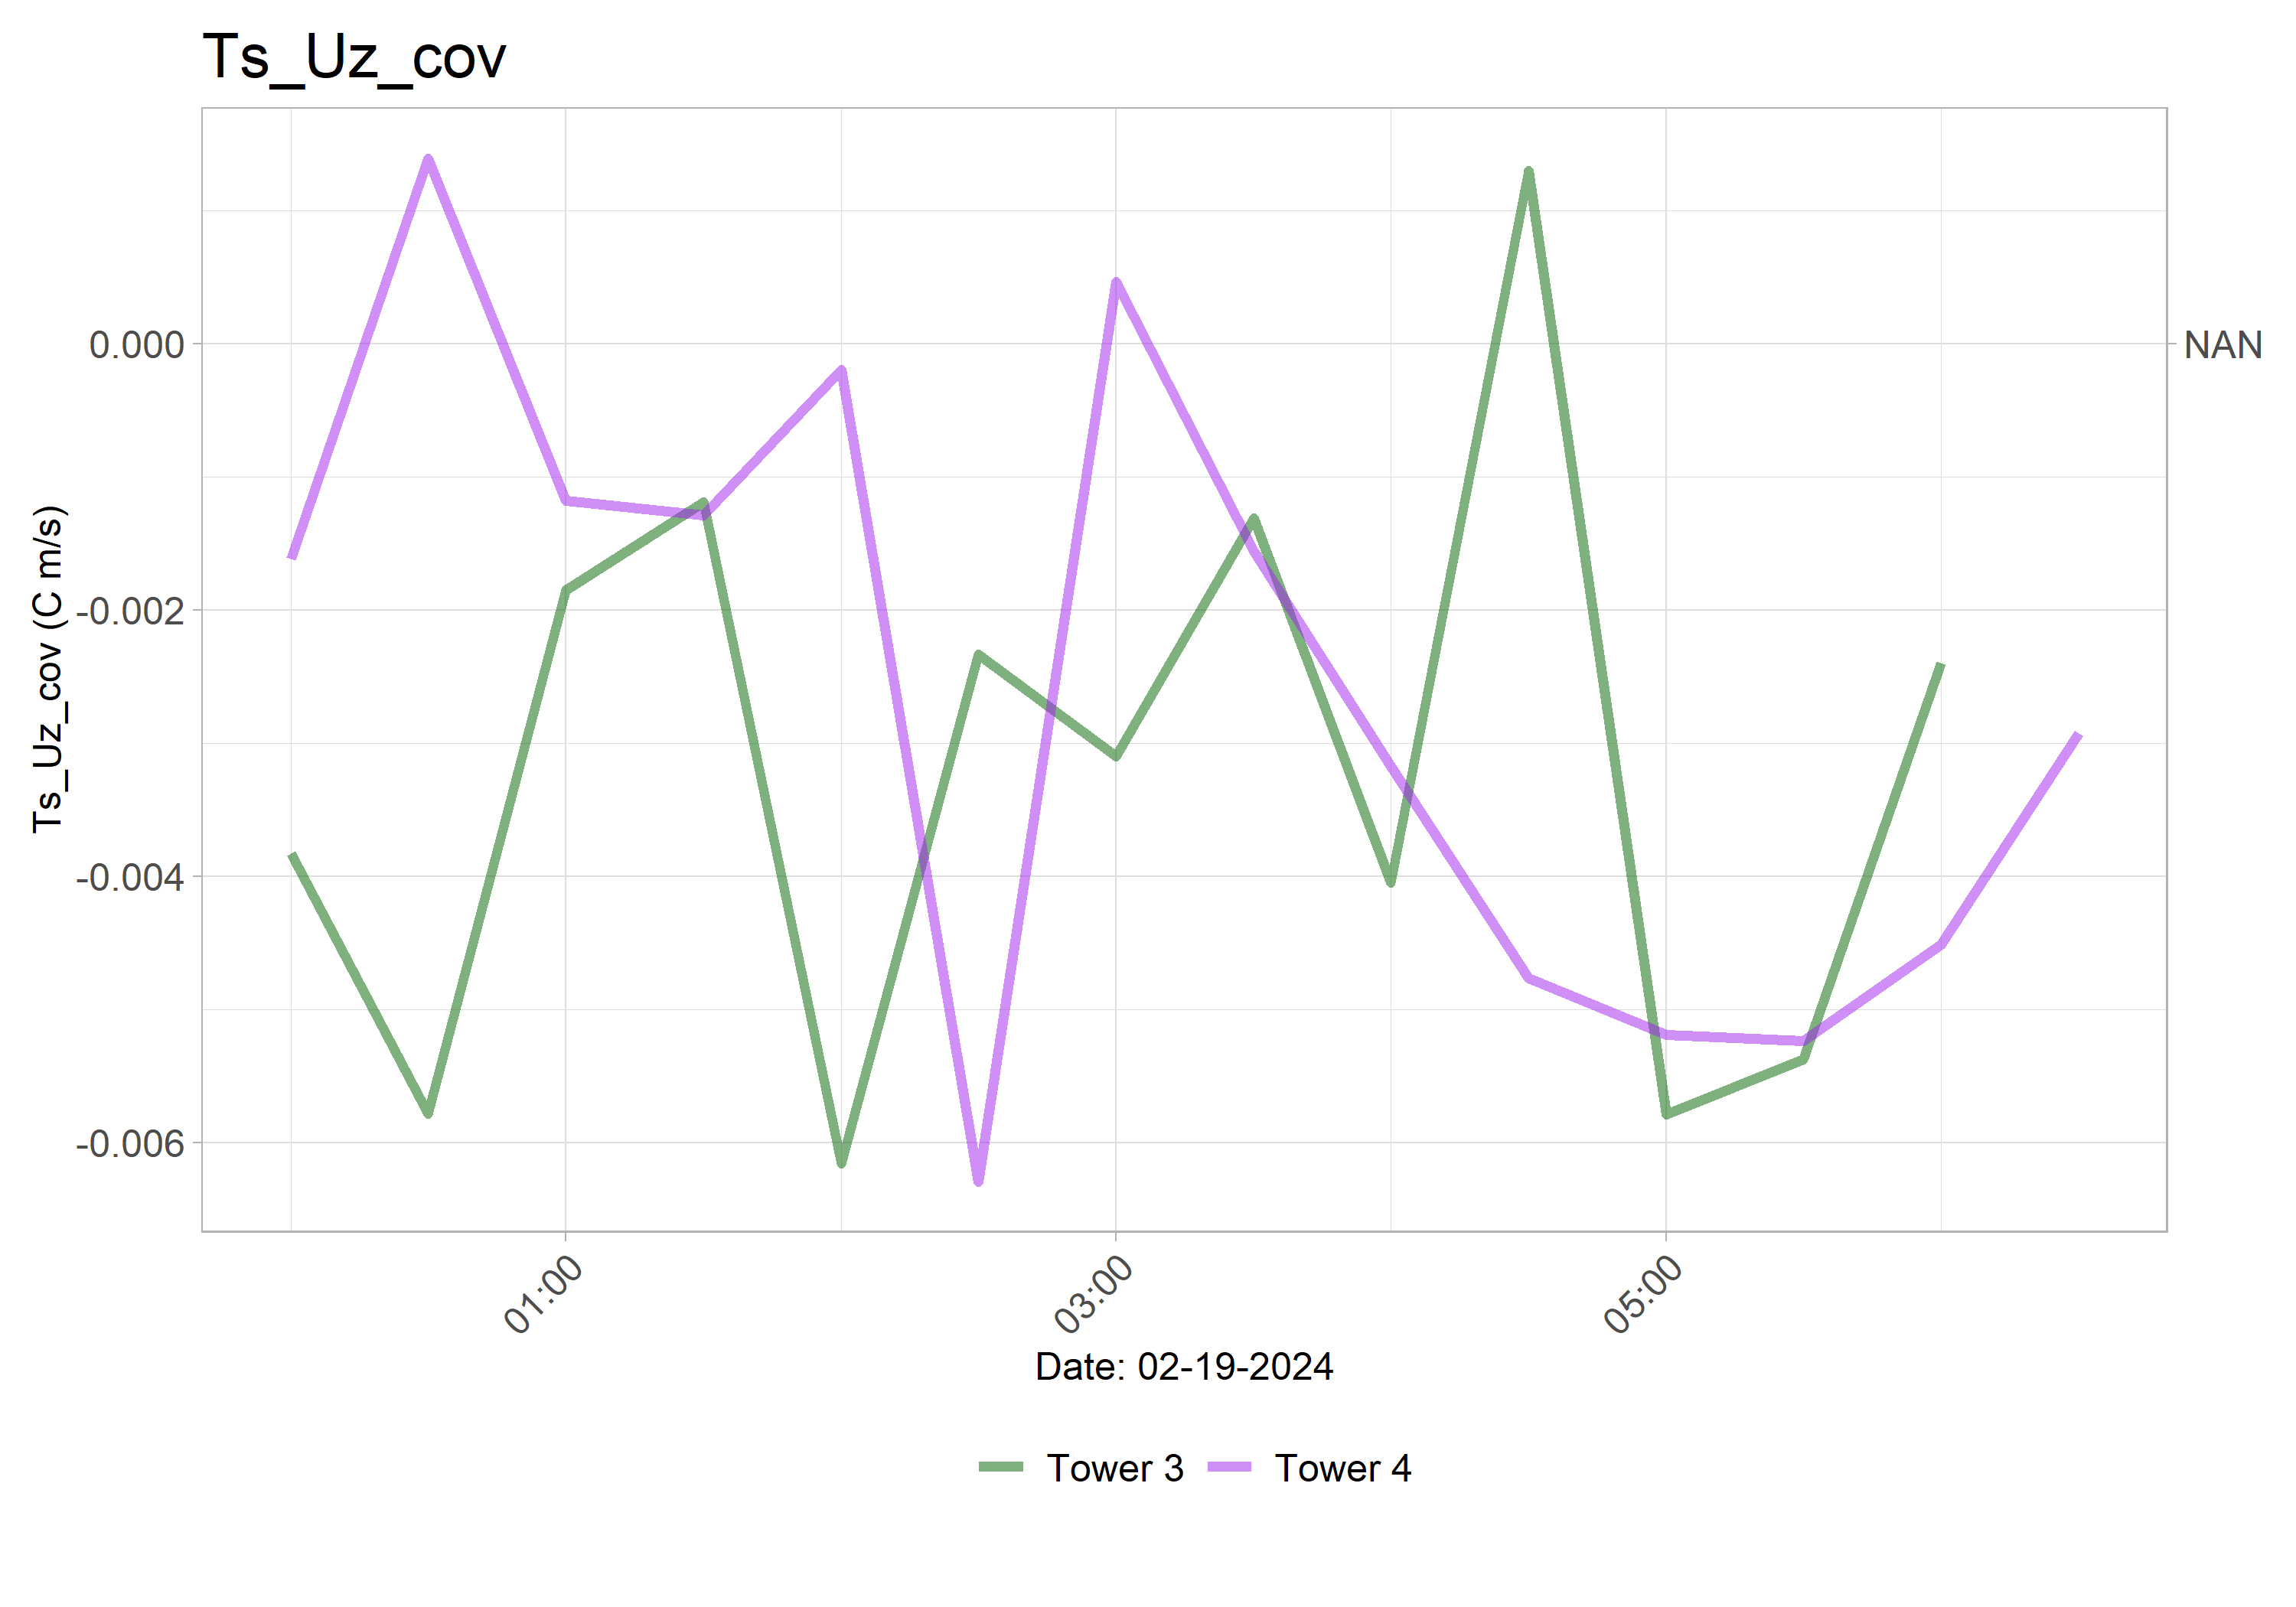 Ts_Uz_cov
Ts_Uz_cov (C m/s)
0.000
-0.002
-0.004
-0.006
NAN
01:00
03:00
05:00
Date: 02-19-2024
Tower 3
Tower 4